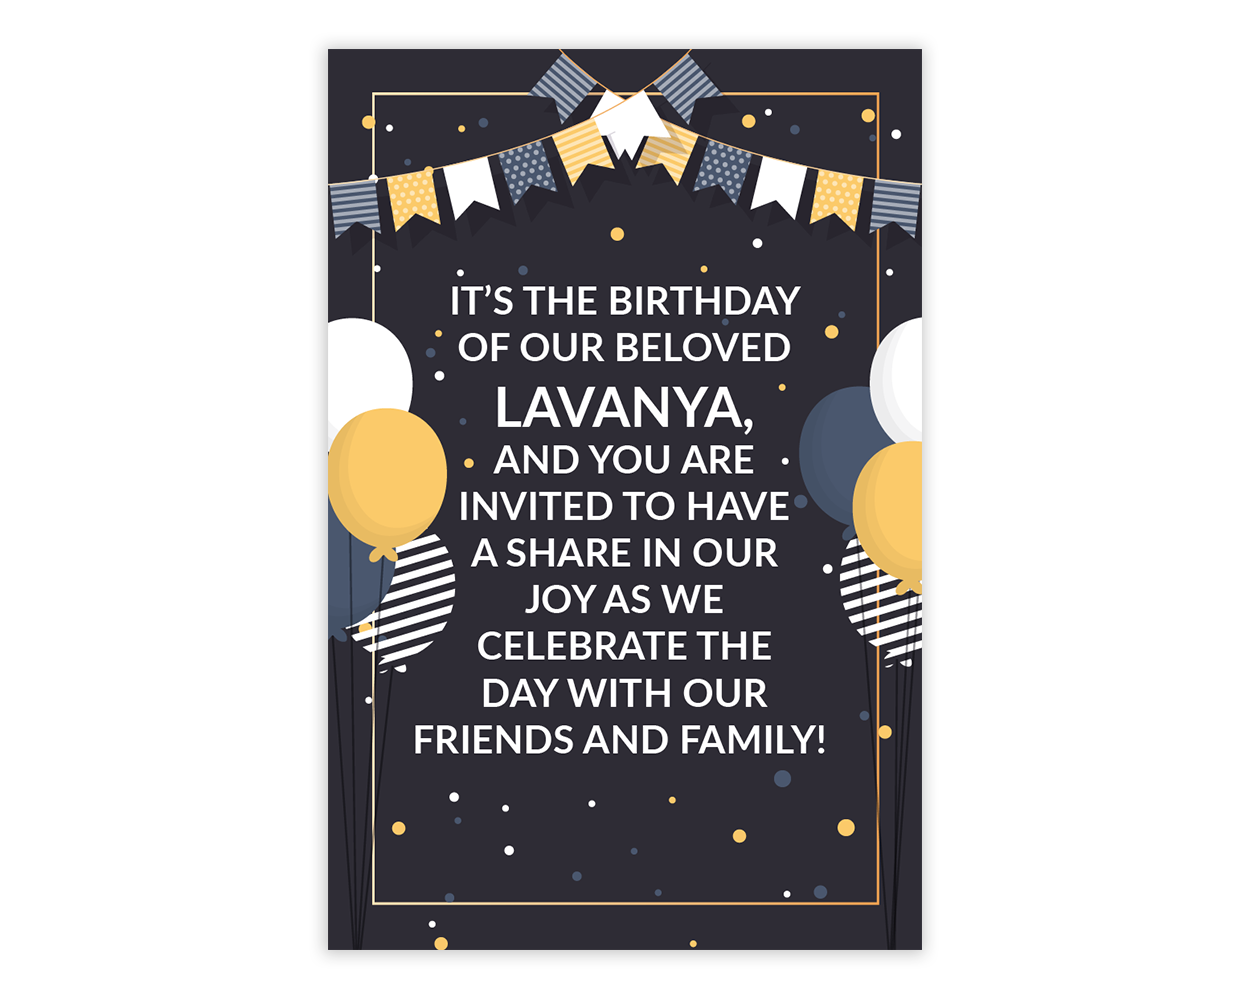 IT’S THE BIRTHDAY
OF OUR BELOVED
LAVANYA,
AND YOU ARE
INVITED TO HAVE
A SHARE IN OUR
JOY AS WE
CELEBRATE THE
DAY WITH OUR
FRIENDS AND FAMILY!